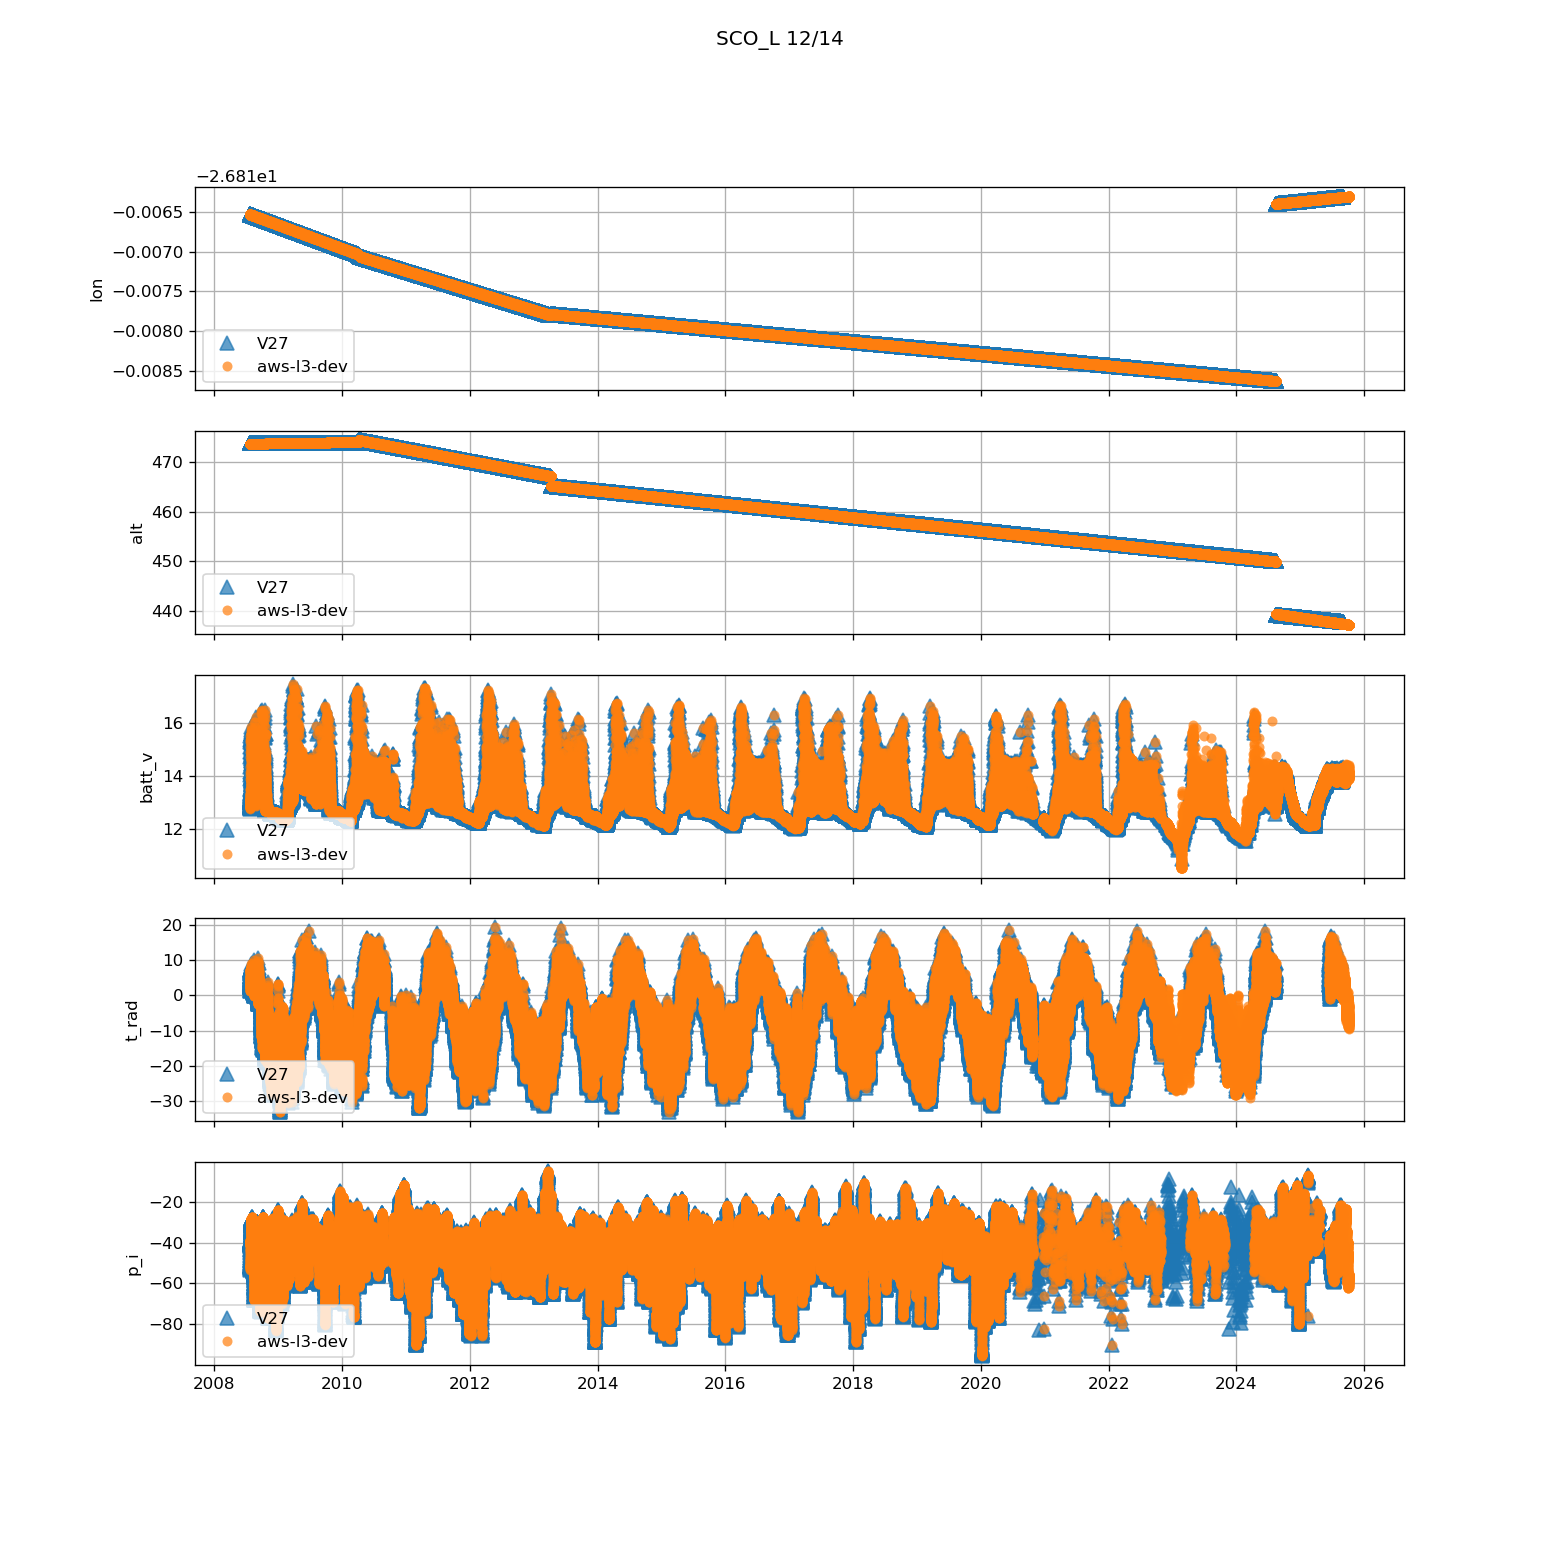 SCO_L 12/14
−2.681e1
−0.0065
−0.0070
−0.0075
−0.0080
−0.0085
lon
V27
aws-l3-dev
470
460
450
440
alt
V27
aws-l3-dev
16
14
12
batt_v
V27
aws-l3-dev
20
10
0
−10
−20
−30
t_rad
V27
aws-l3-dev
−20
−40
−60
−80
p_i
V27
aws-l3-dev
2008 2010 2012 2014 2016 2018 2020 2022 2024 2026